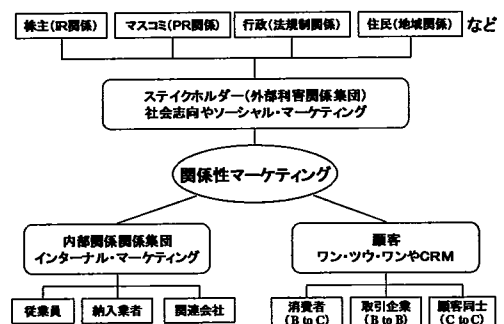 株主(IR関係) マスコミ(PR関係) 行政(法規制関係) 住民(地域関係) など
ステイクホルダー(外部利害関係集団)
社会志向やソーシャル・マーケティング
関係性マーケティング
内部関係関係集団
インターナル・マーケティング
顧客
ワン・ツウ・ワンやCRM
従業員 納入業者 関連会社
消費者
(B to C)
取引企業
(B to B)
顧客同士
(C to C)